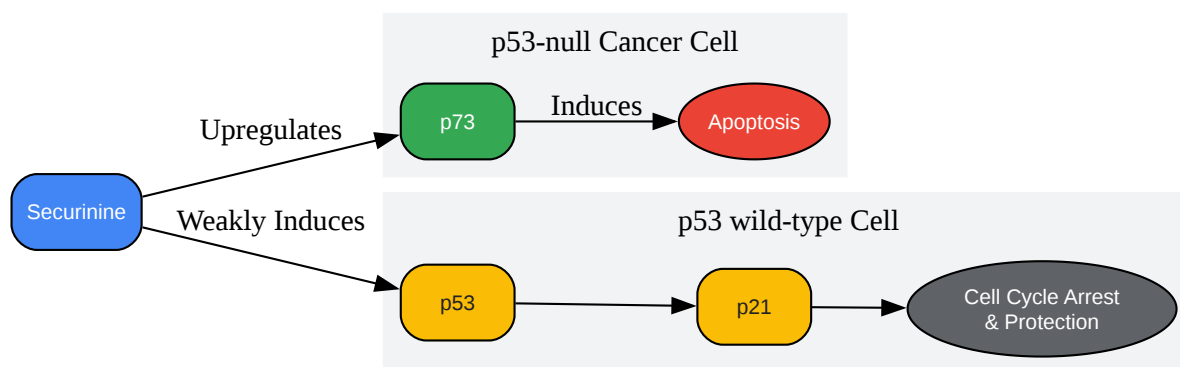 p53-null Cancer Cell
Upregulates
p73
Induces
Apoptosis
Securinine
Weakly Induces
p53 wild-type Cell
p53
p21
Cell Cycle Arrest
& Protection